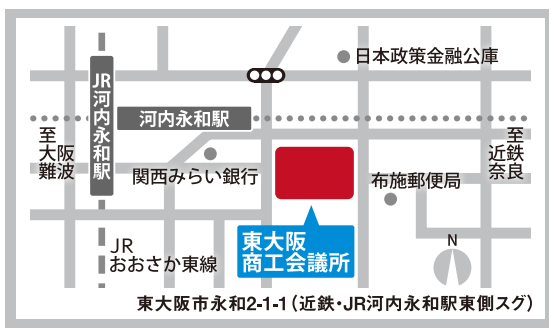 日本政策金融公庫
JR河内永和駅
河内永和駅
至大阪難波
至近鉄奈良
関西みらい銀行
布施郵便局
東大阪
商工会議所
JR
おおさか東線
N
東大阪市永和2-1-1(近鉄・JR河内永和駅東側スグ)